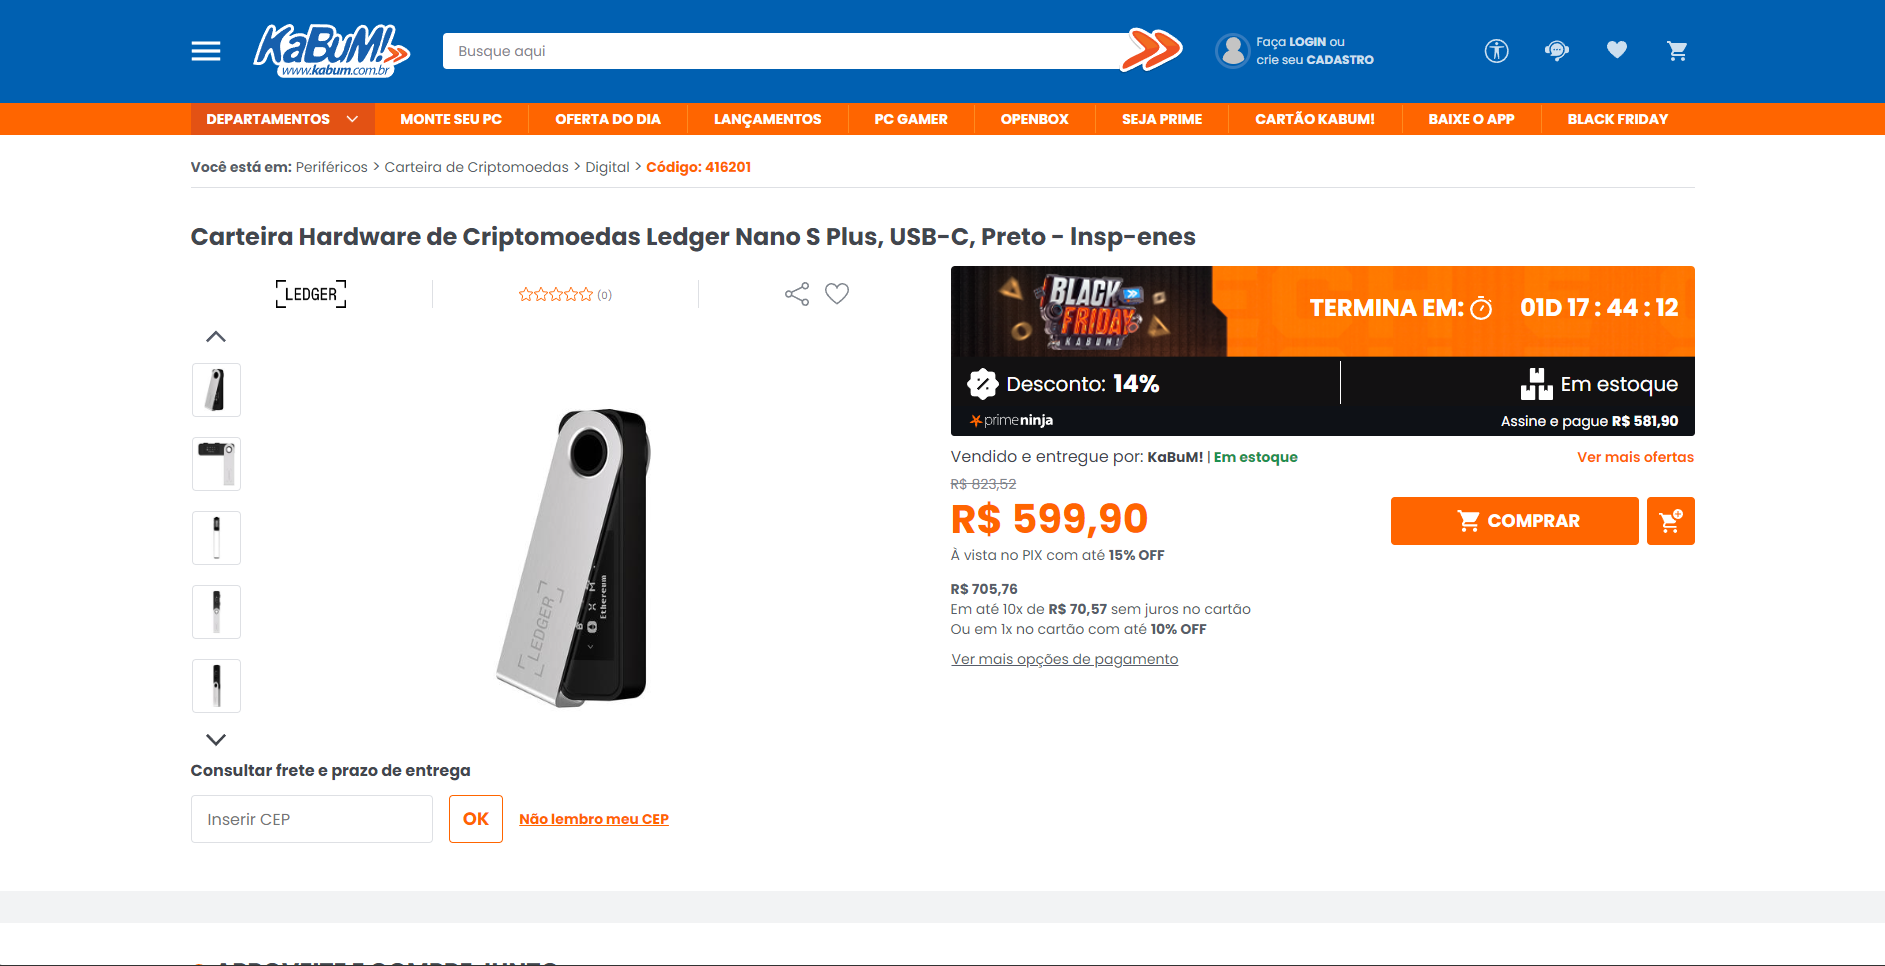 KaBuM!
www.kabum.com.br
Busque aqui
Faça LOGIN ou
crie seu CADASTRO
DEPARTAMENTOS MONTE SEU PC OFERTA DO DIA LANÇAMENTOS PC GAMER OPENBOX SEJA PRIME CARTÃO KABUM! BAIXE O APP BLACK FRIDAY
Você está em: Periféricos > Carteira de Criptomoedas > Digital > Código: 416201
Carteira Hardware de Criptomoedas Ledger Nano S Plus, USB-C, Preto - lnsp-enes
LEDGER
(0)
BLACK
FRIDAY
KABUM!
TERMINA EM: 01D 17 : 44 : 12
Desconto: 14%
Em estoque
primeninja
Assine e pague R$ 581,90
Vendido e entregue por: KaBuM! | Em estoque
Ver mais ofertas
R$ 823,52
R$ 599,90
COMPRAR
À vista no PIX com até 15% OFF
R$ 705,76
Em até 10x de R$ 70,57 sem juros no cartão
Ou em 1x no cartão com até 10% OFF
Ver mais opções de pagamento
LEDGER
Ethereum
Consultar frete e prazo de entrega
Inserir CEP
OK
Não lembro meu CEP
APROVEITE E COMPRE JUNTO